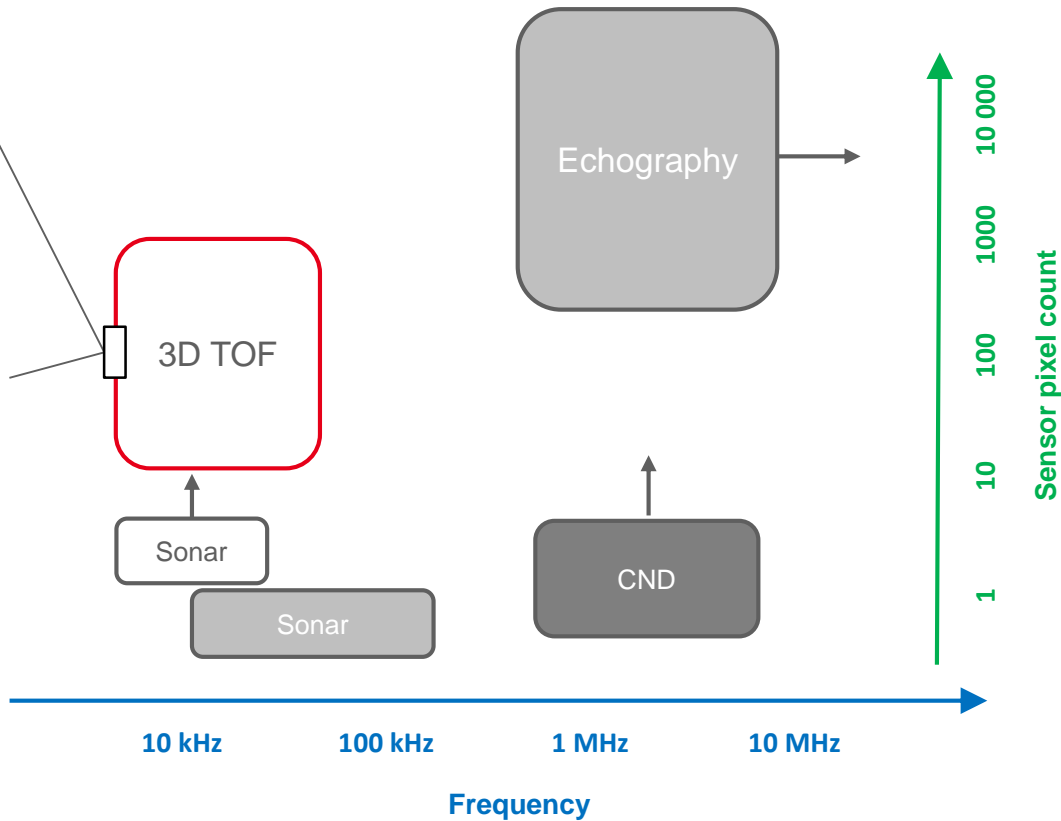 Echography
3D TOF
Sonar
Sonar
CND
10 000
1000
100
10
1
Sensor pixel count
10 kHz
100 kHz
1 MHz
10 MHz
Frequency